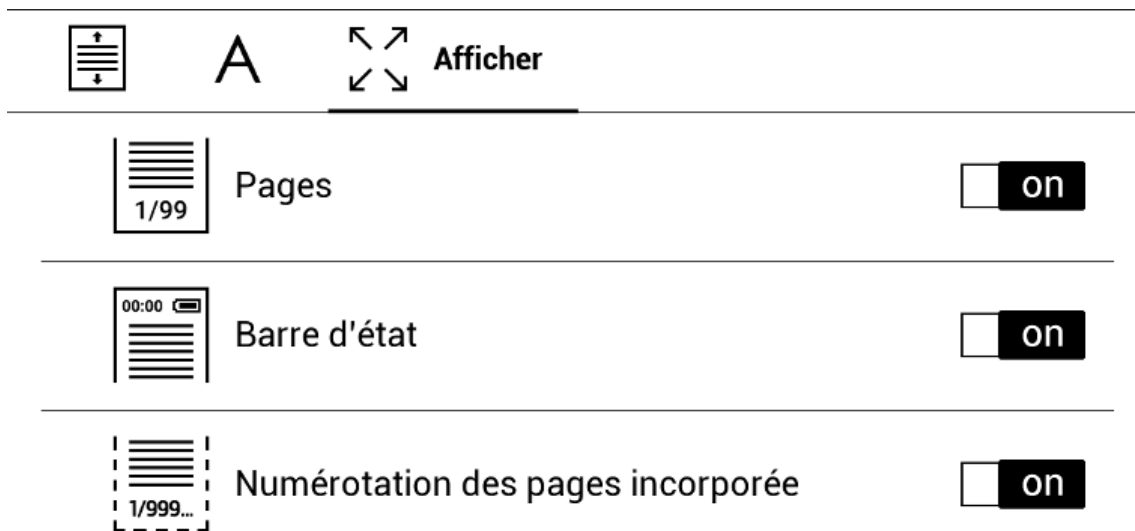 A Afficher
1/99 Pages on
00:00 Barre d'état on
1/999... Numérotation des pages incorporée on